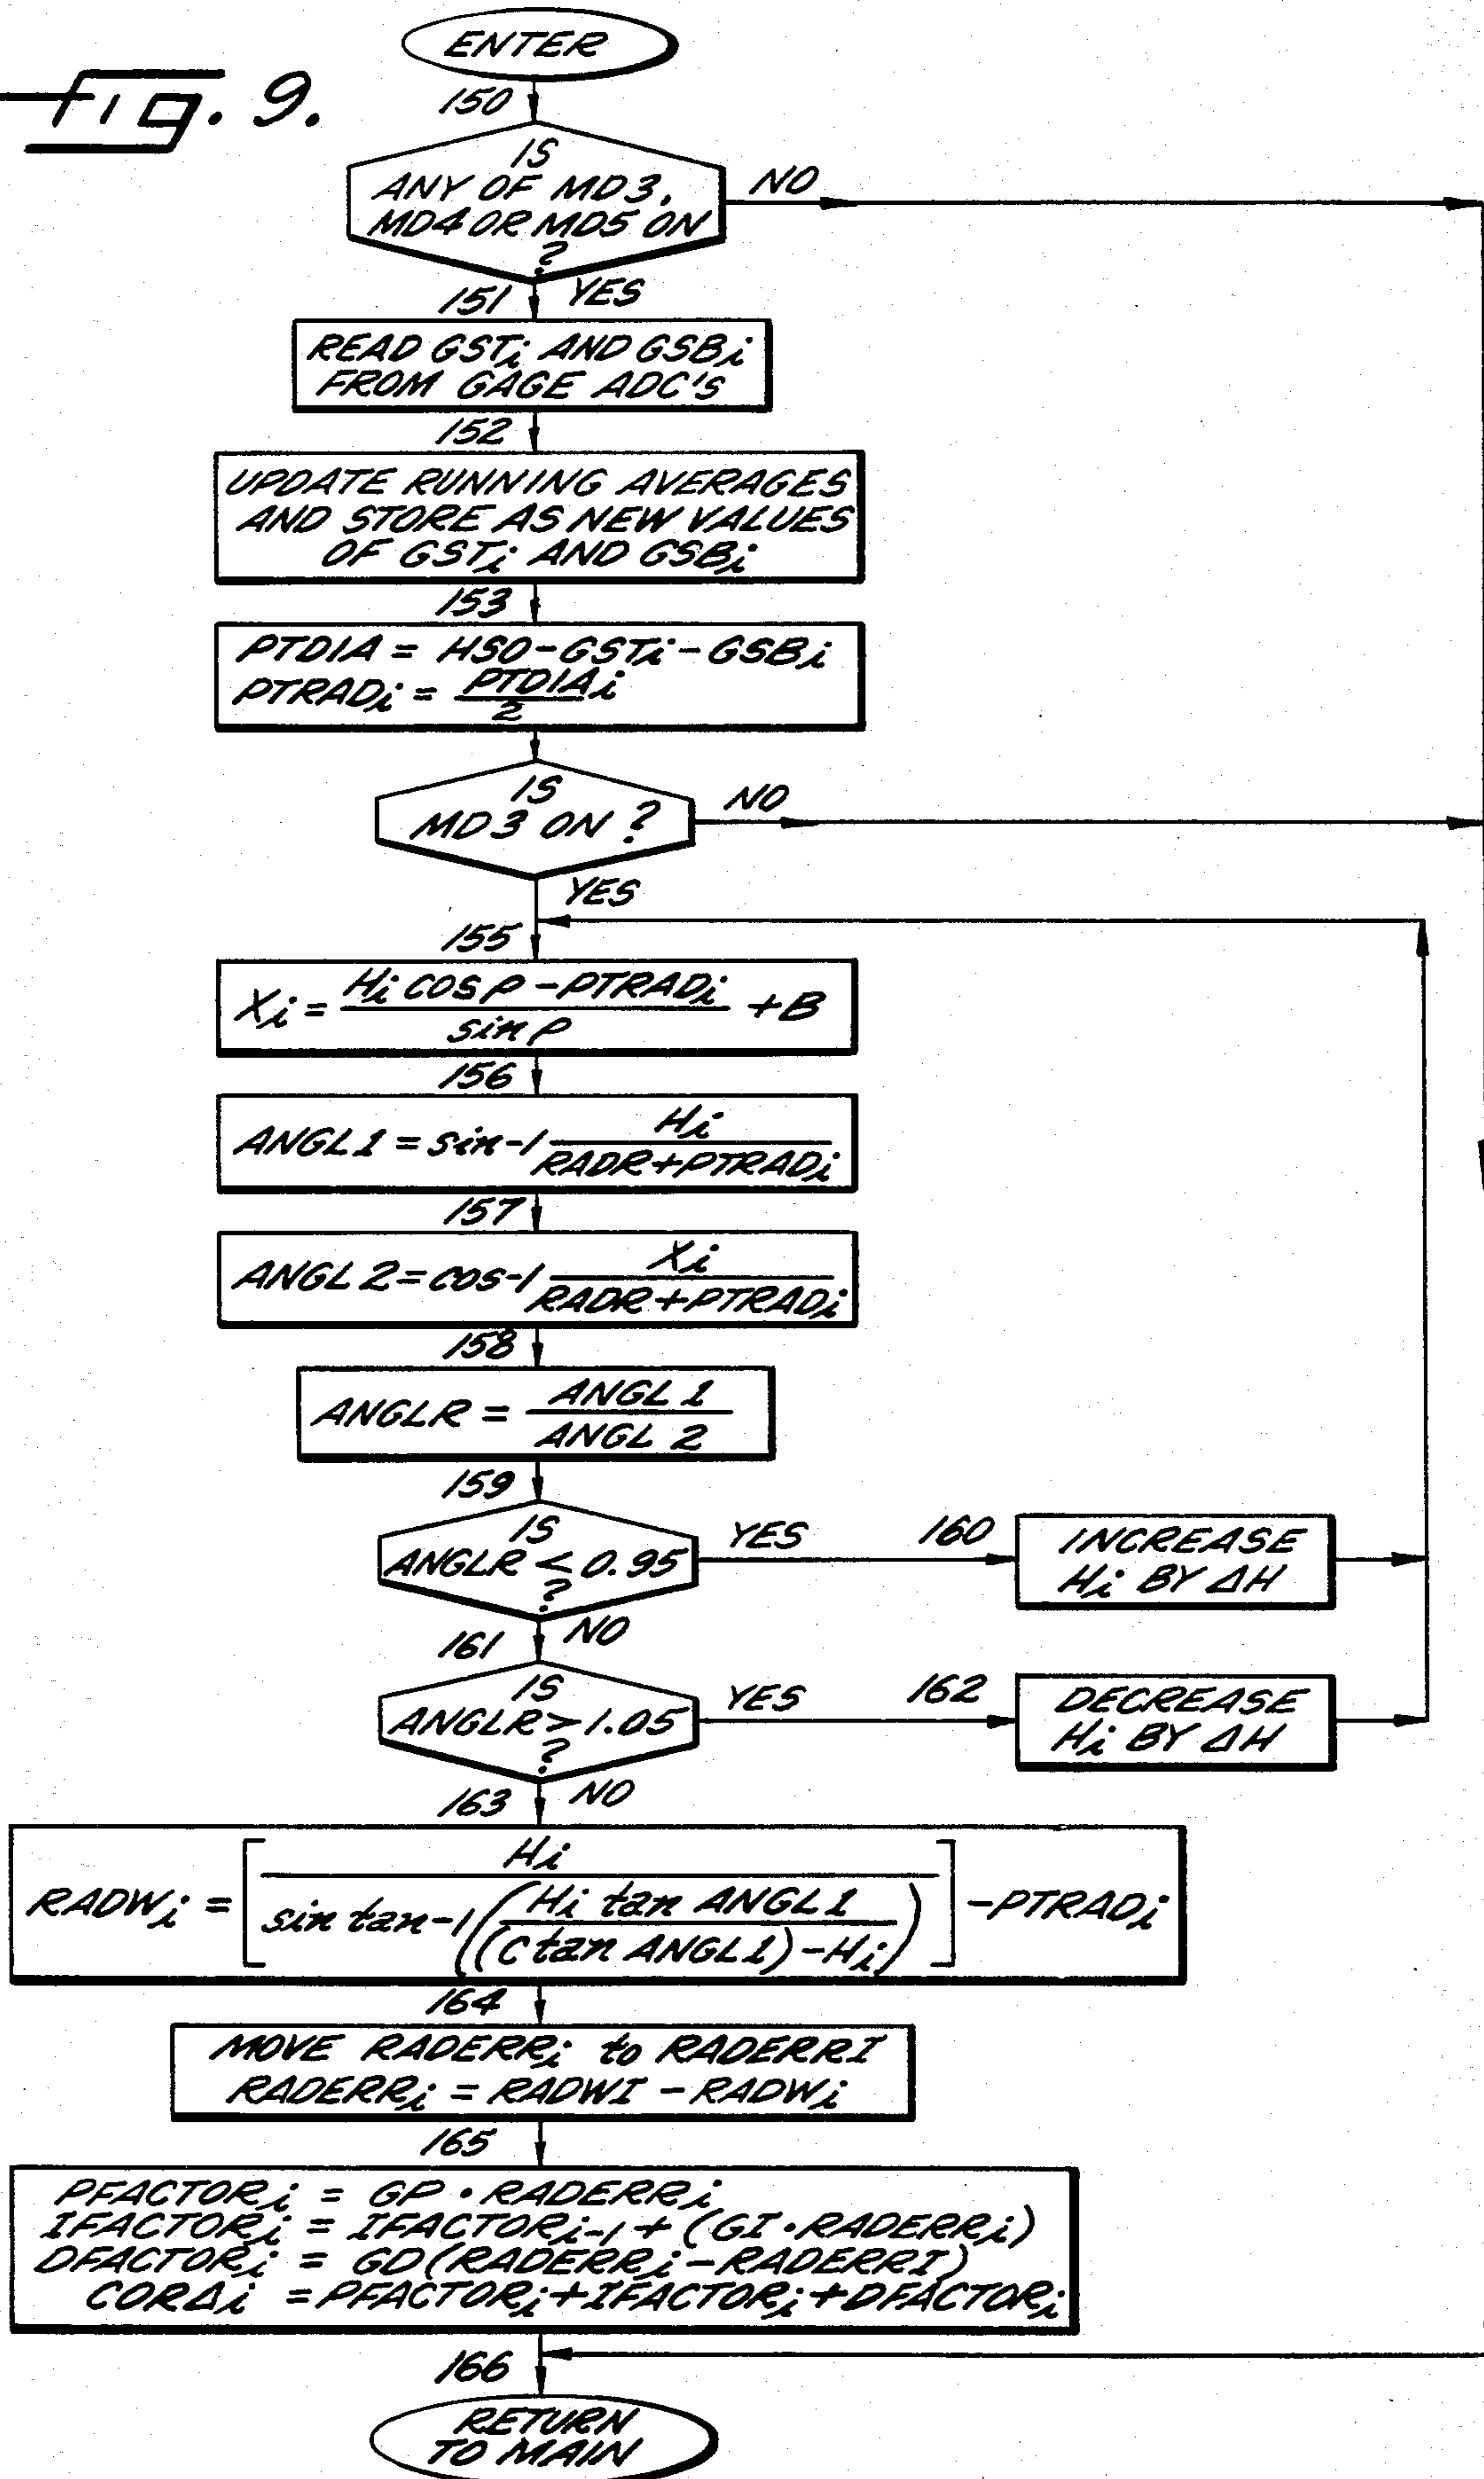 Fig. 9.
ENTER
150
IS
ANY OF MD3,
MD4 OR MD5 ON
?
NO
151 YES
READ GSTi AND GSBi
FROM GAGE ADC'S
152
UPDATE RUNNING AVERAGES
AND STORE AS NEW VALUES
OF GSTi AND GSBi
153
PTDIA = HSO-GSTi-GSBi
PTRADi = PTDIAi
2
IS
MD3 ON ?
NO
YES
155
Xi = Hi COS ρ - PTRADi + B
sin ρ
156
ANGL1 = sin-1 Hi
RADR+PTRADi
157
ANGL2 = cos-1 Xi
RADR+PTRADi
158
ANGLR = ANGL 1
ANGL 2
159
IS
ANGLR < 0.95
?
YES
160
INCREASE
Hi BY ΔH
161 NO
IS
ANGLR > 1.05
?
YES
162
DECREASE
Hi BY ΔH
163 NO
RADWi = [ Hi ] - PTRADi
sin tan-1 ( Hi tan ANGL1 )
(C tan ANGL1) - Hi
164
MOVE RADERRi to RADERRI
RADERRi = RADWI - RADWi
165
PFACTORi = GP • RADERRi
IFACTORi = IFACTORi-1 + (GI • RADERRi)
DFACTORi = GD(RADERRi - RADERRI)
CORΔi = PFACTORi + IFACTORi + DFACTORi
166
RETURN
TO MAIN